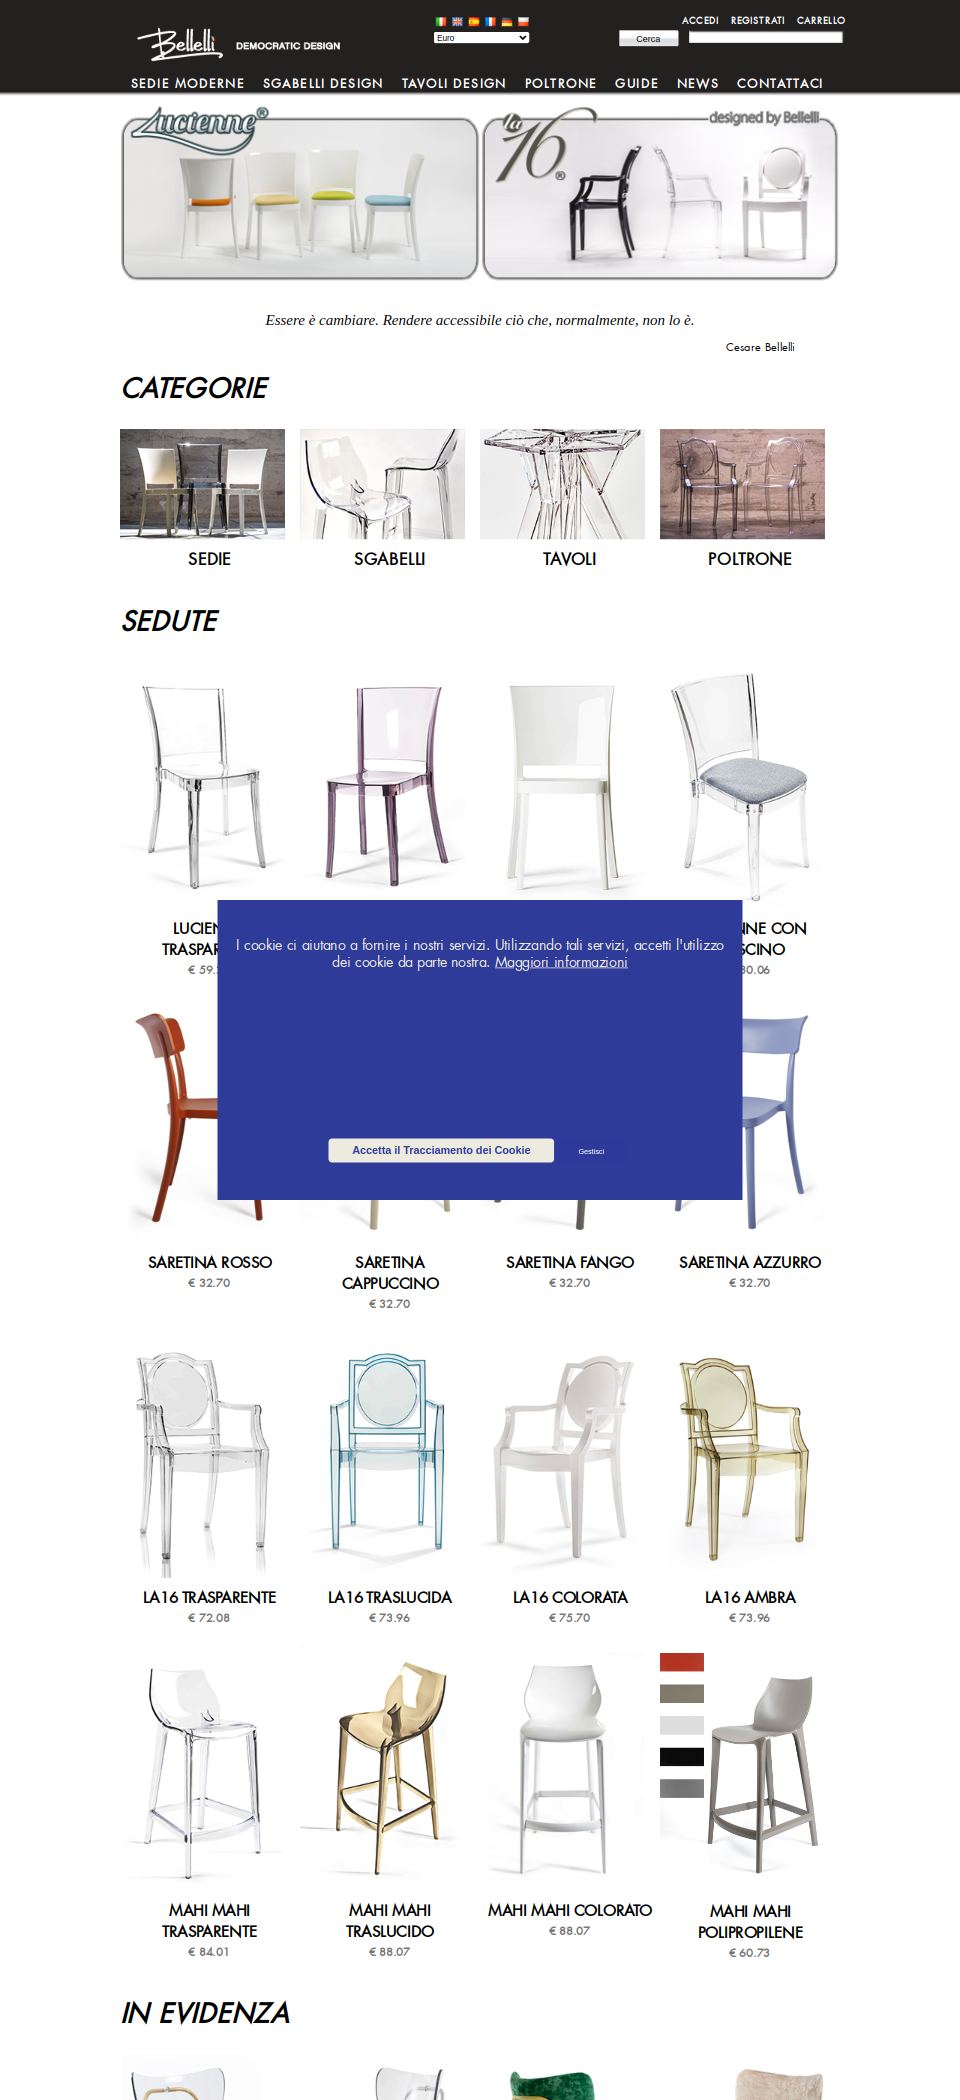 ACCEDI REGISTRATI CARRELLO
Bellelli DEMOCRATIC DESIGN
Euro
Cerca
SEDIE MODERNE SGABELLI DESIGN TAVOLI DESIGN POLTRONE GUIDE NEWS CONTATTACI
Lucienne®
la 16®
designed by Bellelli
Essere è cambiare. Rendere accessibile ciò che, normalmente, non lo è.
Cesare Bellelli
CATEGORIE
SEDIE SGABELLI TAVOLI POLTRONE
SEDUTE
CON
I cookie ci aiutano a fornire i nostri servizi. Utilizzando tali servizi, accetti l'utilizzo
dei cookie da parte nostra. Maggiori informazioni
Accetta il Tracciamento dei Cookie Gestisci
SARETINA ROSSO
€ 32.70
SARETINA
CAPPUCCINO
€ 32.70
SARETINA FANGO
€ 32.70
SARETINA AZZURRO
€ 32.70
LA16 TRASPARENTE
€ 72.08
LA16 TRASLUCIDA
€ 73.96
LA16 COLORATA
€ 75.70
LA16 AMBRA
€ 73.96
MAHI MAHI
TRASPARENTE
€ 84.01
MAHI MAHI
TRASLUCIDO
€ 88.07
MAHI MAHI COLORATO
€ 88.07
MAHI MAHI
POLIPROPILENE
€ 60.73
IN EVIDENZA